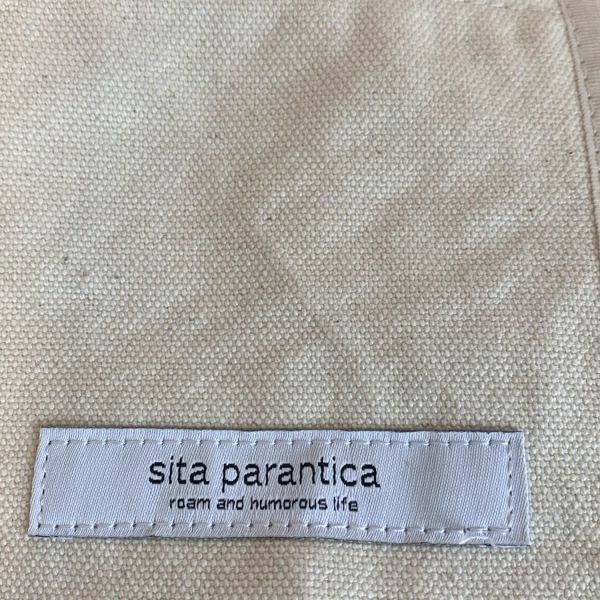 sita parantica
roam and humorous life